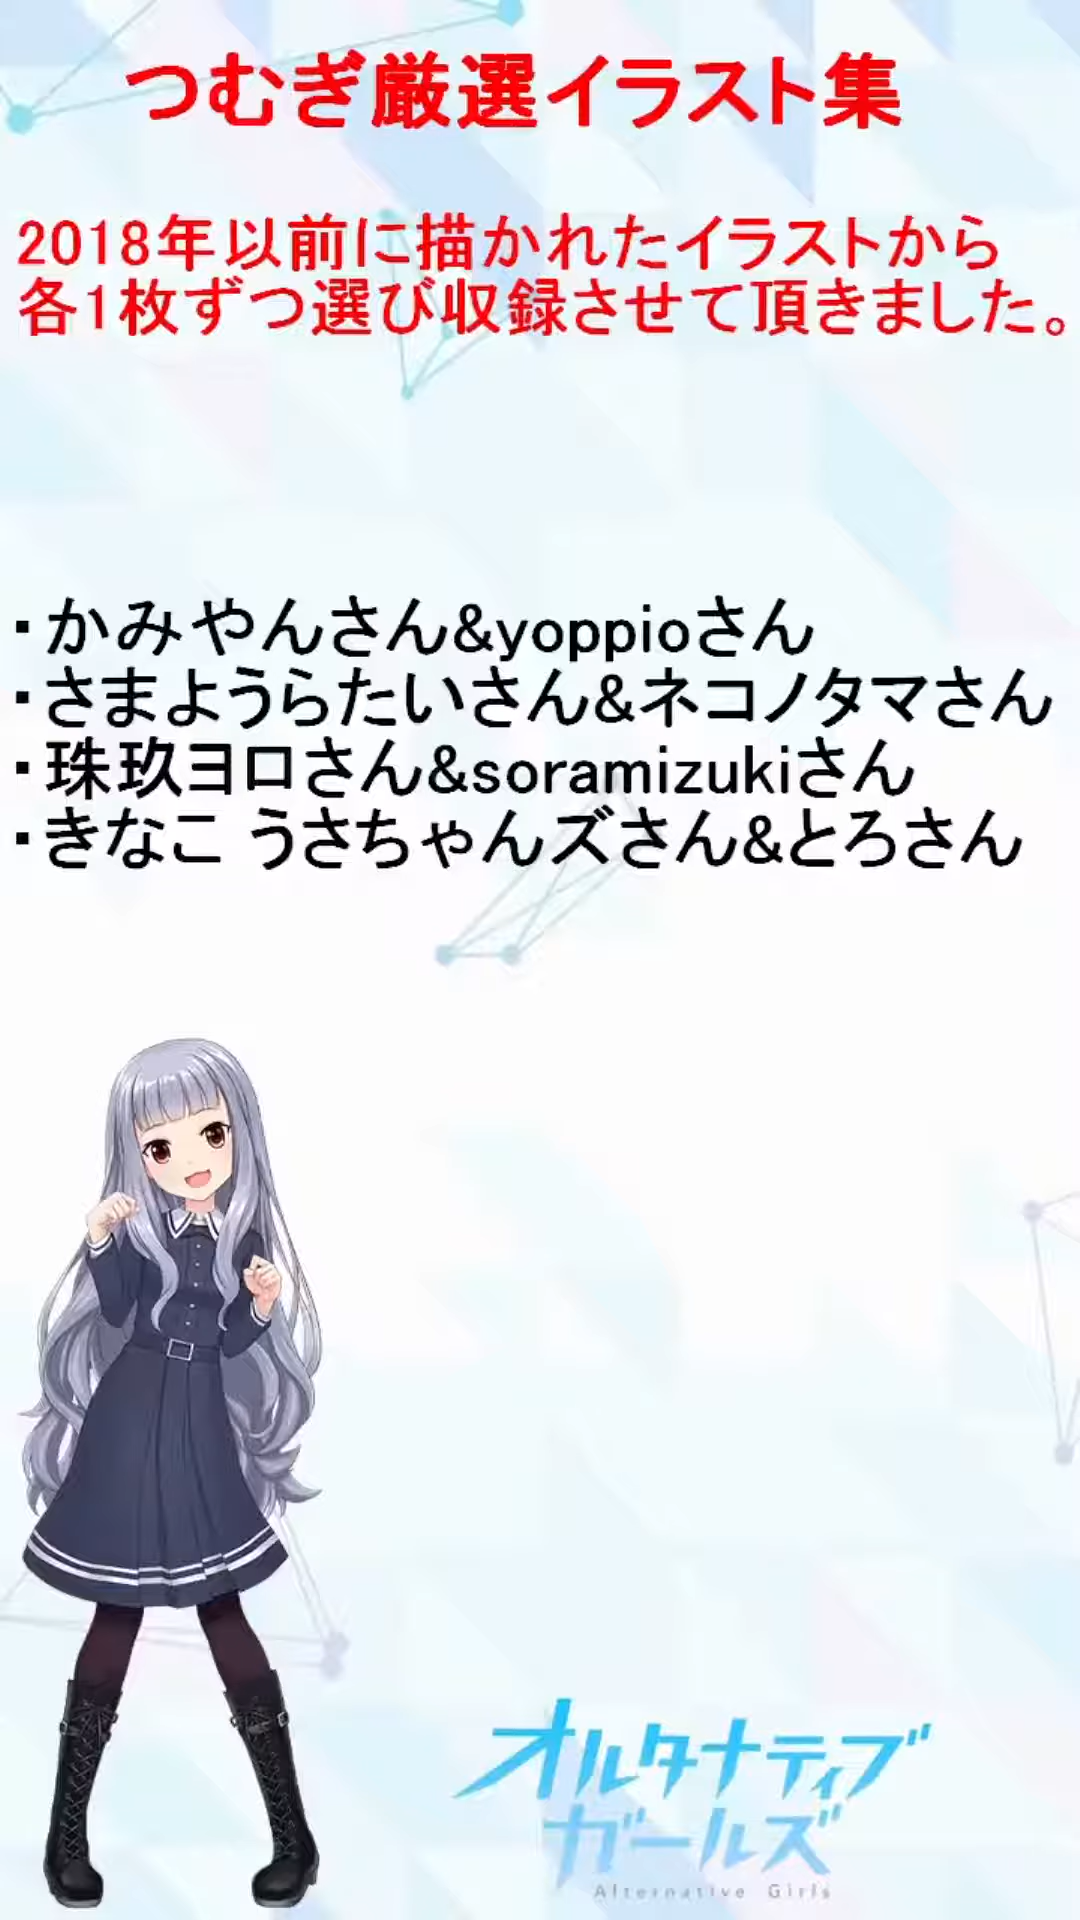 つむぎ厳選イラスト集
2018年以前に描かれたイラストから
各1枚ずつ選び収録させて頂きました。
・かみやんさん&yoppioさん
・さまようらたいさん&ネコノタマさん
・珠玖ヨロさん&soramizukiさん
・きなこ うさちゃんズさん&とろさん
オルタナティブ
ガールズ
Alternative Girls